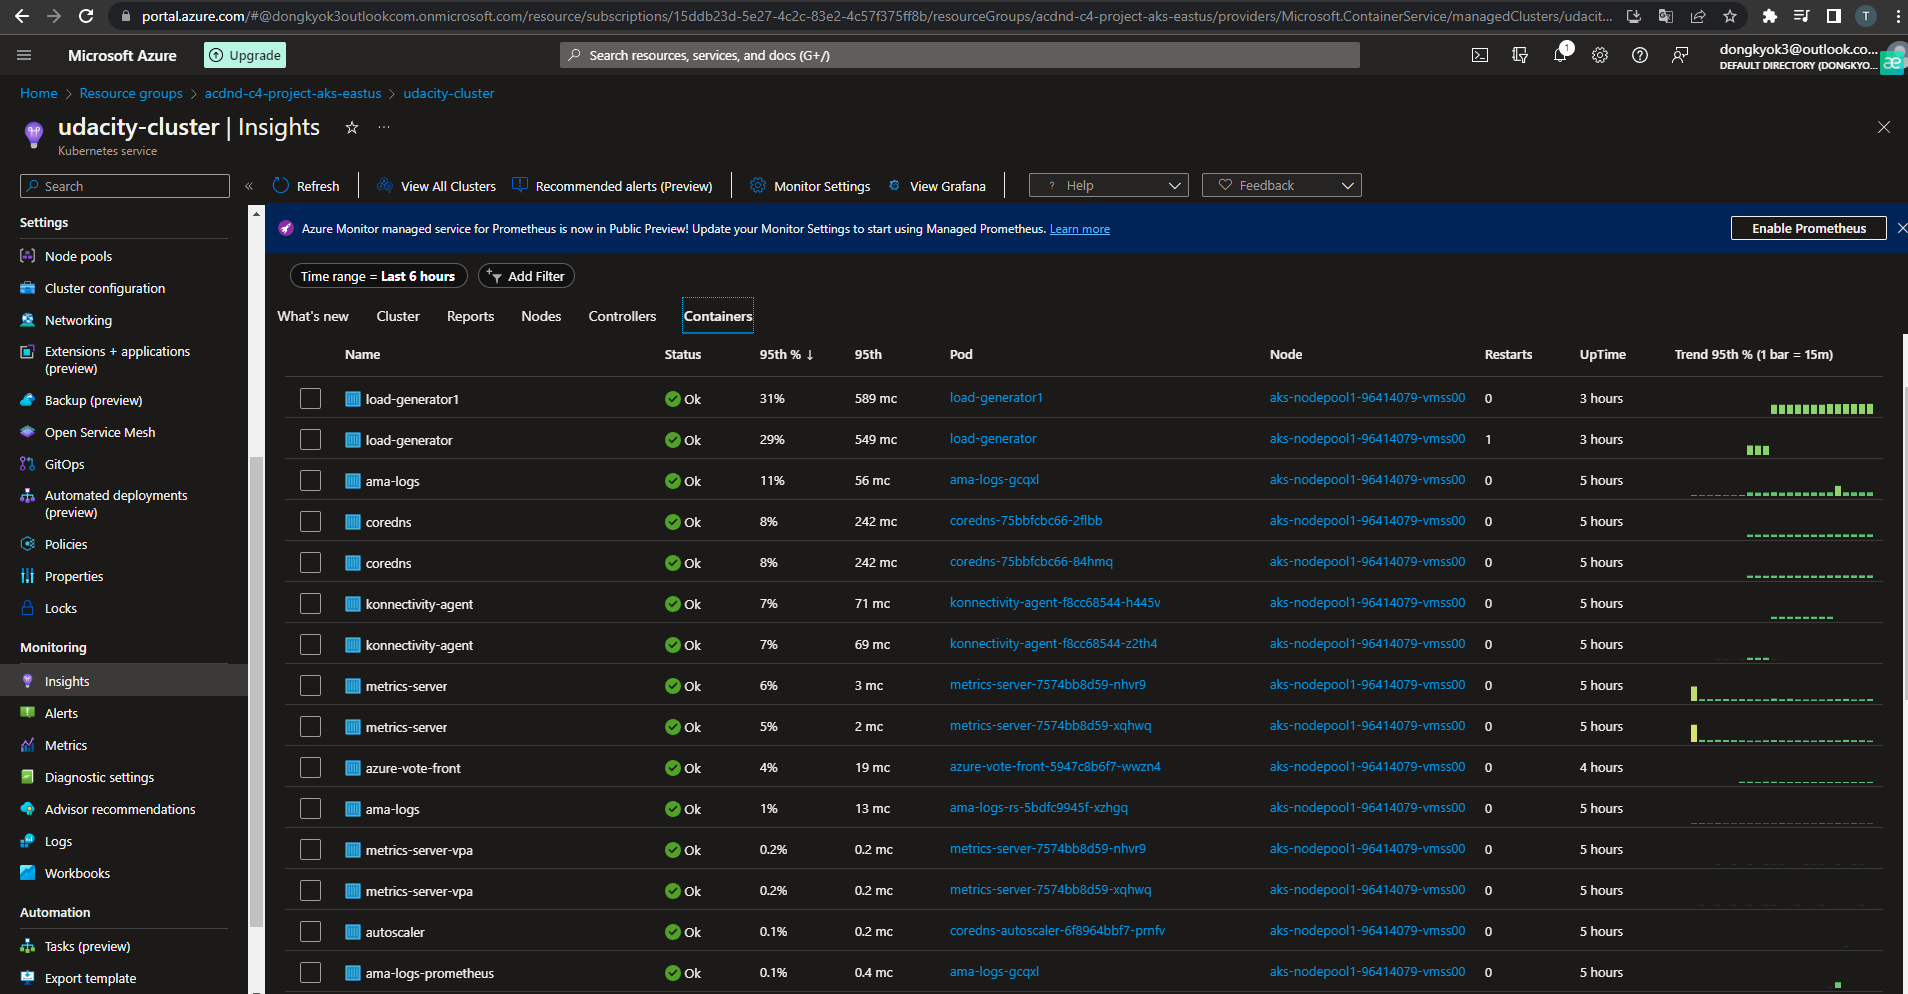 portal.azure.com/#@dongkyok3outlookcom.onmicrosoft.com/resource/subscriptions/15ddb23d-5e27-4c2c-83e2-4c57f375ff8b/resourceGroups/acdnd-c4-project-aks-eastus/providers/Microsoft.ContainerService/managedClusters/udacit...
T
Microsoft Azure
Upgrade
Search resources, services, and docs (G+/)
1
dongkyok3@outlook.co...
DEFAULT DIRECTORY (DONGKYO...
æ
Home > Resource groups > acdnd-c4-project-aks-eastus > udacity-cluster
udacity-cluster | Insights
Kubernetes service
Search
Refresh
View All Clusters
Recommended alerts (Preview)
Monitor Settings
View Grafana
Help
Feedback
Azure Monitor managed service for Prometheus is now in Public Preview! Update your Monitor Settings to start using Managed Prometheus. Learn more
Enable Prometheus
Settings
Node pools
Cluster configuration
Networking
Extensions + applications
(preview)
Backup (preview)
Open Service Mesh
GitOps
Automated deployments
(preview)
Policies
Properties
Locks
Monitoring
Insights
Alerts
Metrics
Diagnostic settings
Advisor recommendations
Logs
Workbooks
Automation
Tasks (preview)
Export template
Time range = Last 6 hours
Add Filter
What's new Cluster Reports Nodes Controllers Containers
Name Status 95th % ↓ 95th Pod Node Restarts UpTime Trend 95th % (1 bar = 15m)
load-generator1 Ok 31% 589 mc load-generator1 aks-nodepool1-96414079-vmss00 0 3 hours
load-generator Ok 29% 549 mc load-generator aks-nodepool1-96414079-vmss00 1 3 hours
ama-logs Ok 11% 56 mc ama-logs-gcqxl aks-nodepool1-96414079-vmss00 0 5 hours
coredns Ok 8% 242 mc coredns-75bbfcbc66-2flbb aks-nodepool1-96414079-vmss00 0 5 hours
coredns Ok 8% 242 mc coredns-75bbfcbc66-84hmq aks-nodepool1-96414079-vmss00 0 5 hours
konnectivity-agent Ok 7% 71 mc konnectivity-agent-f8cc68544-h445v aks-nodepool1-96414079-vmss00 0 5 hours
konnectivity-agent Ok 7% 69 mc konnectivity-agent-f8cc68544-z2th4 aks-nodepool1-96414079-vmss00 0 5 hours
metrics-server Ok 6% 3 mc metrics-server-7574bb8d59-nhvr9 aks-nodepool1-96414079-vmss00 0 5 hours
metrics-server Ok 5% 2 mc metrics-server-7574bb8d59-xqhwq aks-nodepool1-96414079-vmss00 0 5 hours
azure-vote-front Ok 4% 19 mc azure-vote-front-5947c8b6f7-wwzn4 aks-nodepool1-96414079-vmss00 0 4 hours
ama-logs Ok 1% 13 mc ama-logs-rs-5bdfc9945f-xzhgq aks-nodepool1-96414079-vmss00 0 5 hours
metrics-server-vpa Ok 0.2% 0.2 mc metrics-server-7574bb8d59-nhvr9 aks-nodepool1-96414079-vmss00 0 5 hours
metrics-server-vpa Ok 0.2% 0.2 mc metrics-server-7574bb8d59-xqhwq aks-nodepool1-96414079-vmss00 0 5 hours
autoscaler Ok 0.1% 0.2 mc coredns-autoscaler-6f8964bbf7-prnfv aks-nodepool1-96414079-vmss00 0 5 hours
ama-logs-prometheus Ok 0.1% 0.4 mc ama-logs-gcqxl aks-nodepool1-96414079-vmss00 0 5 hours